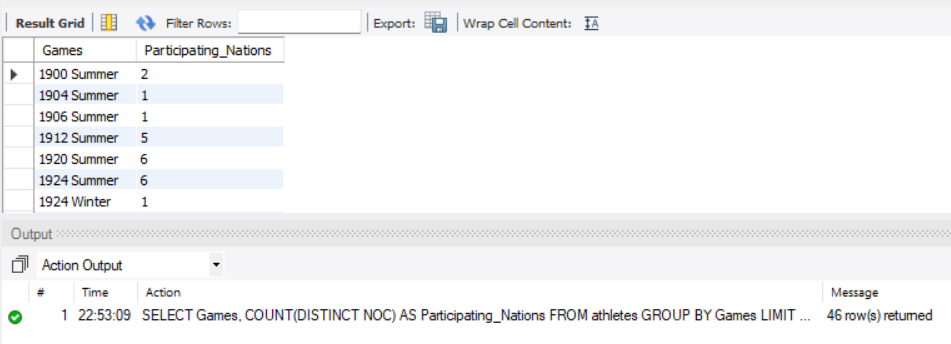 Result Grid Filter Rows: Export: Wrap Cell Content: IA
Games Participating_Nations
1900 Summer 2
1904 Summer 1
1906 Summer 1
1912 Summer 5
1920 Summer 6
1924 Summer 6
1924 Winter 1
Output
Action Output
# Time Action Message
1 22:53:09 SELECT Games, COUNT(DISTINCT NOC) AS Participating_Nations FROM athletes GROUP BY Games LIMIT ... 46 row(s) returned